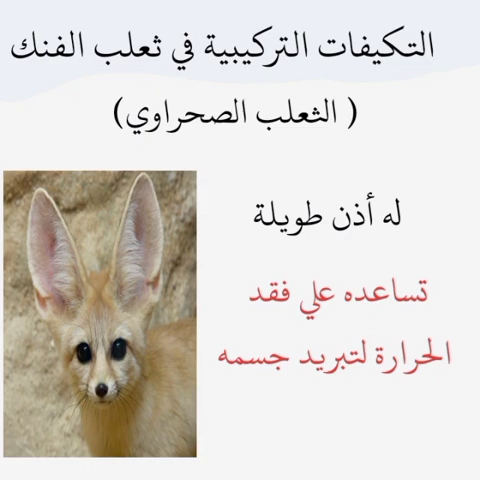 التكيفات التركيبية في ثعلب الفنك
( الثعلب الصحراوي)
له أذن طويلة
تساعده علي فقد
الحرارة لتبريد جسمه